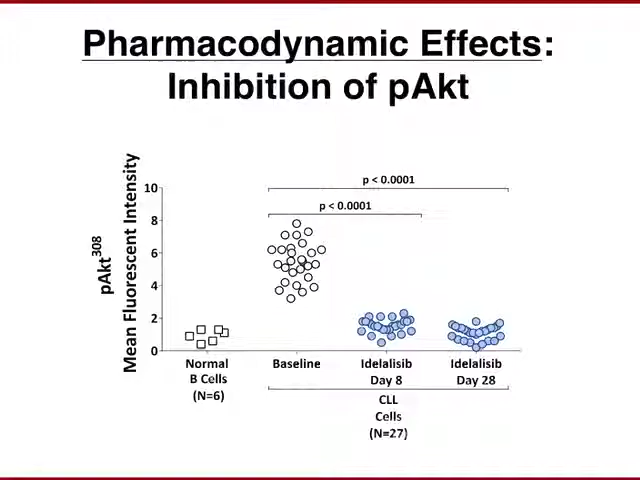 Pharmacodynamic Effects:
Inhibition of pAkt
p < 0.0001
p < 0.0001
pAkt308
Mean Fluorescent Intensity
10
8
6
4
2
0
Normal
B Cells
(N=6)
Baseline
Idelalisib
Day 8
Idelalisib
Day 28
CLL
Cells
(N=27)